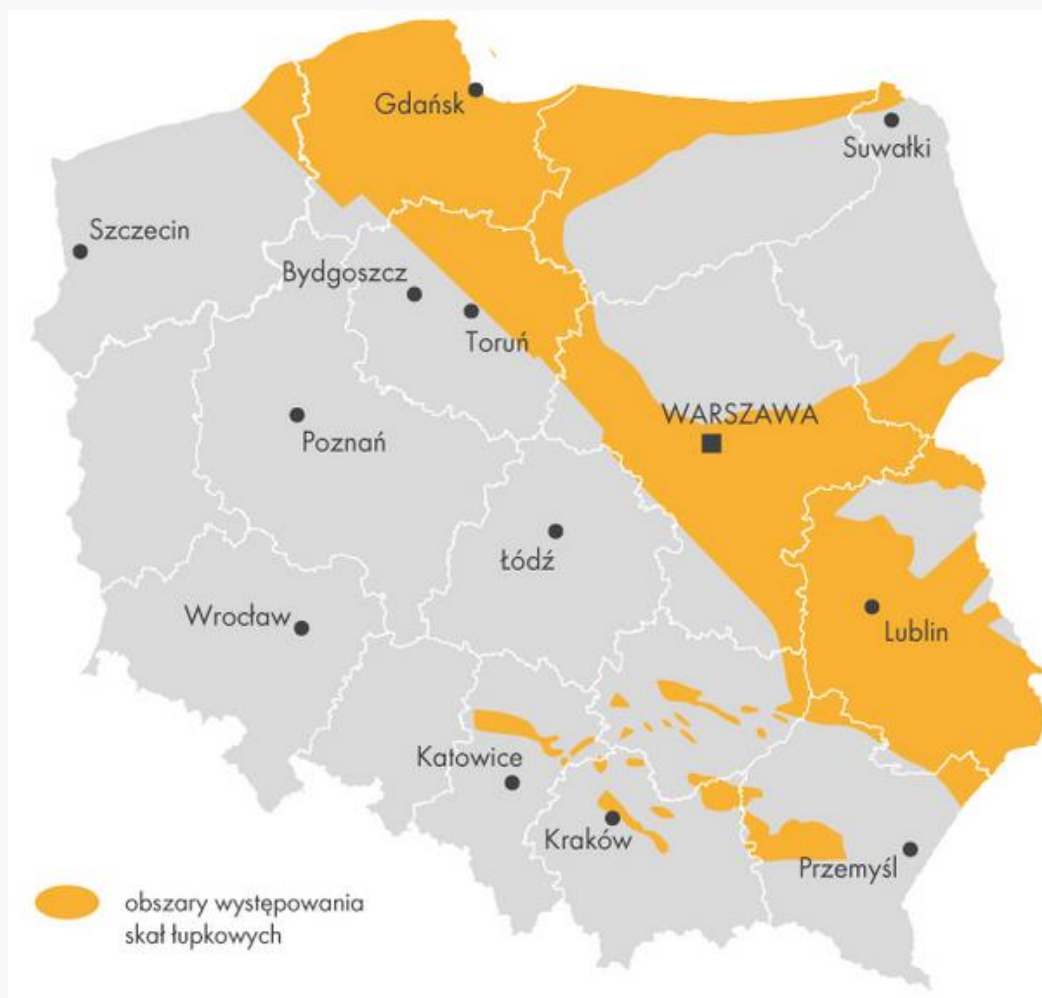 Gdańsk
Suwałki
Szczecin
Bydgoszcz
Toruń
WARSZAWA
Poznań
Łódź
Wrocław
Lublin
Katowice
Kraków
Przemyśl
obszary występowania
skał łupkowych